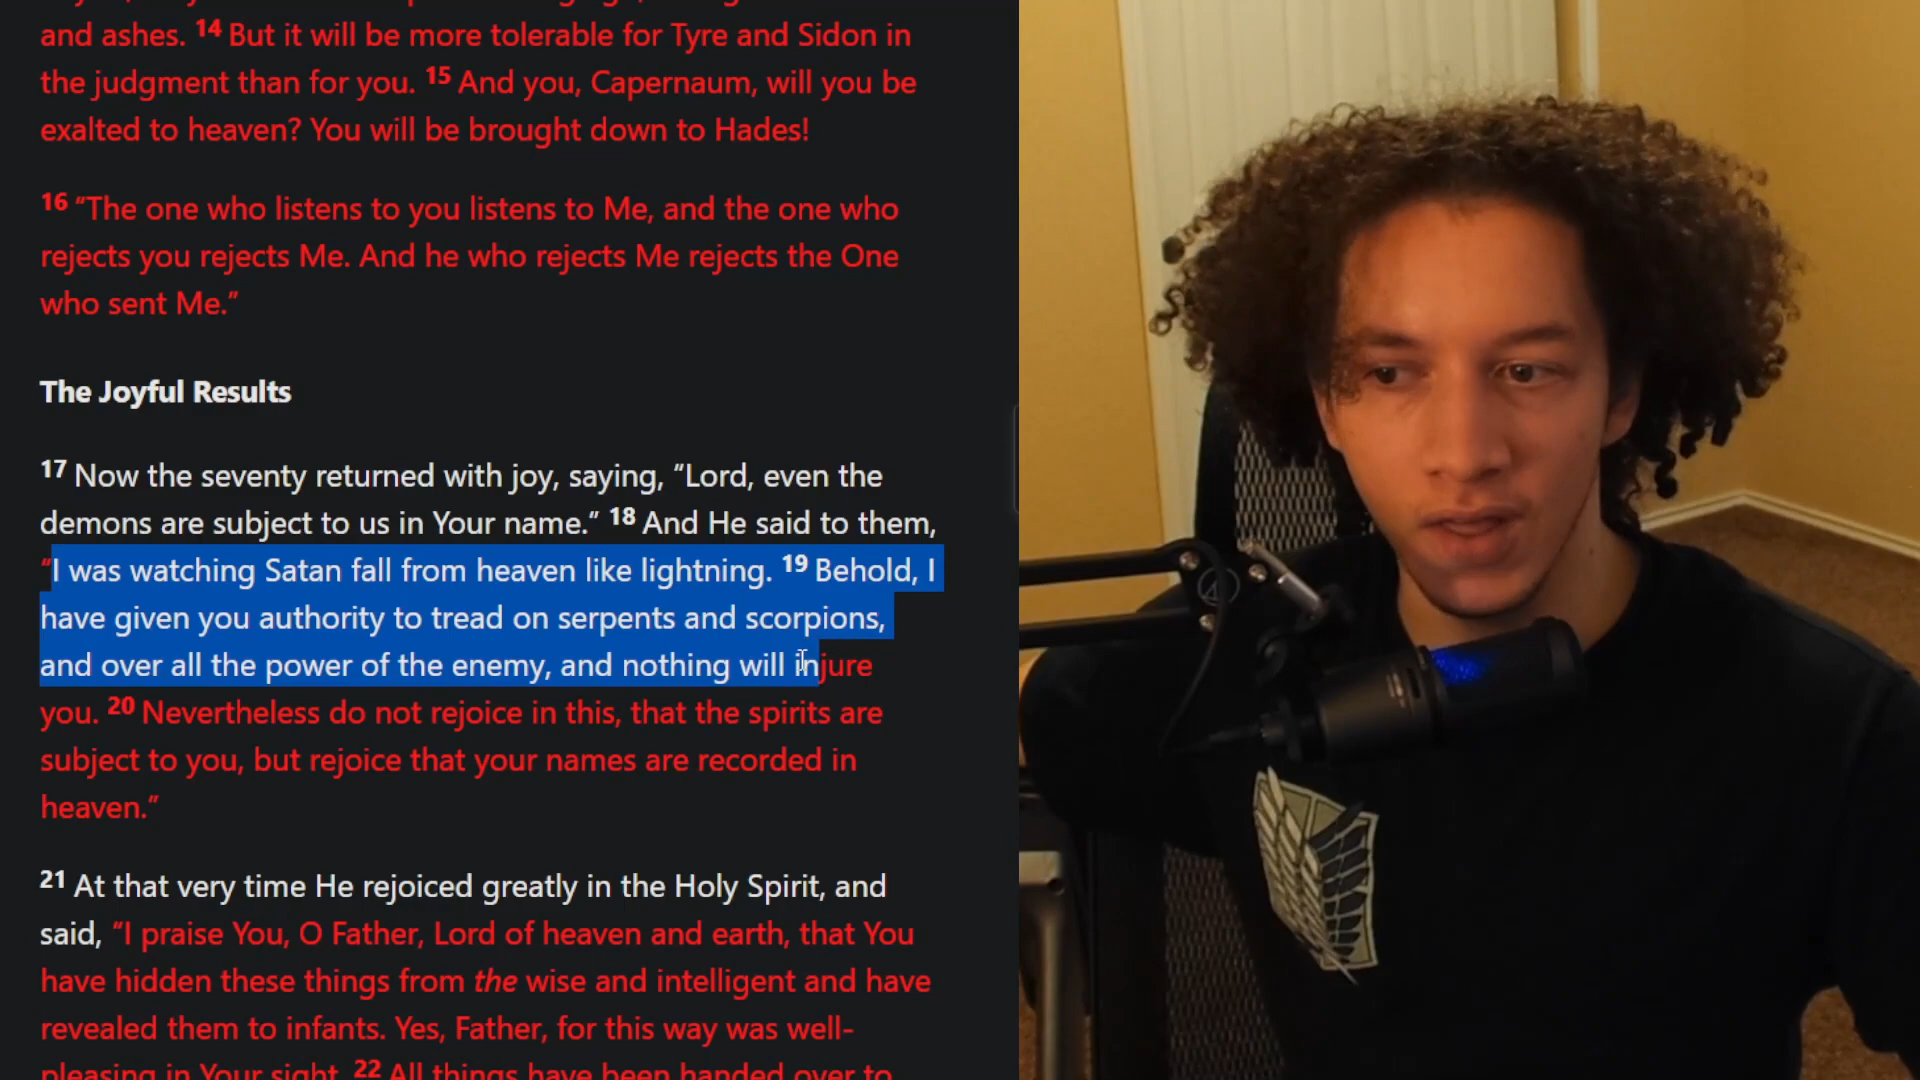 and ashes. 14 But it will be more tolerable for Tyre and Sidon in
the judgment than for you. 15 And you, Capernaum, will you be
exalted to heaven? You will be brought down to Hades!
16 “The one who listens to you listens to Me, and the one who
rejects you rejects Me. And he who rejects Me rejects the One
who sent Me.”
The Joyful Results
17 Now the seventy returned with joy, saying, “Lord, even the
demons are subject to us in Your name.” 18 And He said to them,
“I was watching Satan fall from heaven like lightning. 19 Behold, I
have given you authority to tread on serpents and scorpions,
and over all the power of the enemy, and nothing will injure
you. 20 Nevertheless do not rejoice in this, that the spirits are
subject to you, but rejoice that your names are recorded in
heaven.”
21 At that very time He rejoiced greatly in the Holy Spirit, and
said, “I praise You, O Father, Lord of heaven and earth, that You
have hidden these things from the wise and intelligent and have
revealed them to infants. Yes, Father, for this way was well-
pleasing in Your sight. 22 All things have been handed over to